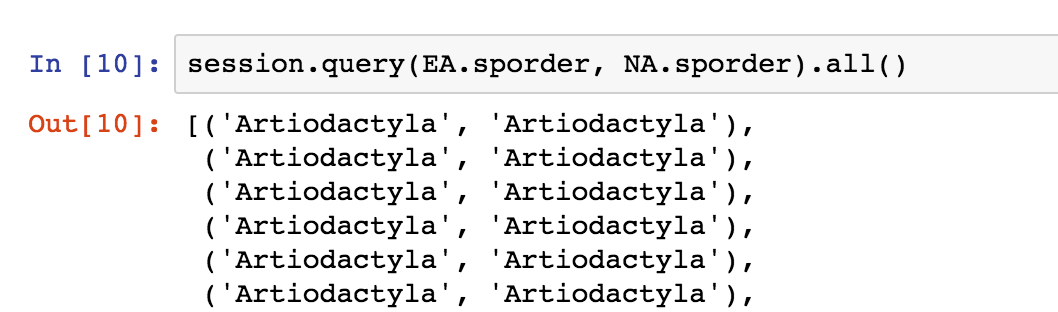 In [10]: session.query(EA.sporder, NA.sporder).all()
Out[10]: [('Artiodactyla', 'Artiodactyla'),
('Artiodactyla', 'Artiodactyla'),
('Artiodactyla', 'Artiodactyla'),
('Artiodactyla', 'Artiodactyla'),
('Artiodactyla', 'Artiodactyla'),
('Artiodactyla', 'Artiodactyla'),